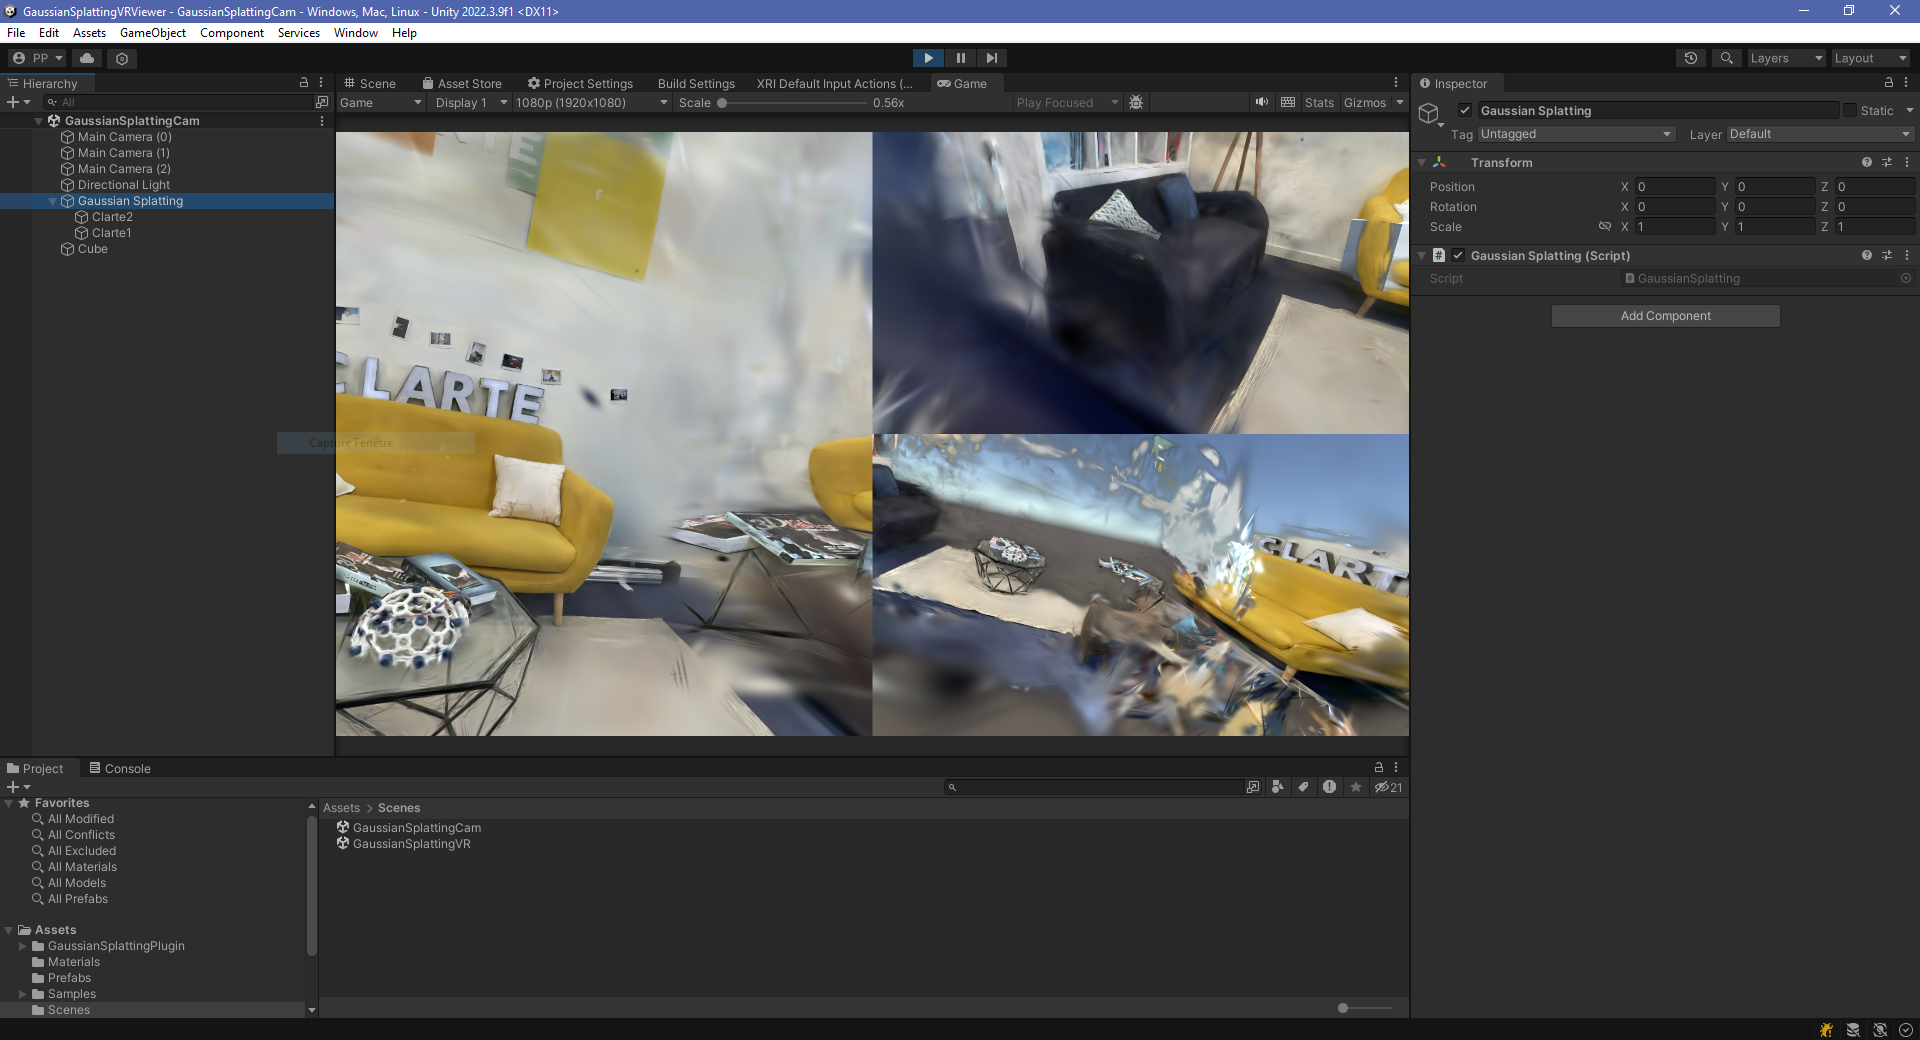 GaussianSplattingVRViewer - GaussianSplattingCam - Windows, Mac, Linux - Unity 2022.3.9f1 <DX11>
File Edit Assets GameObject Component Services Window Help
PP Layers Layout
Hierarchy
All
GaussianSplattingCam
Main Camera (0)
Main Camera (1)
Main Camera (2)
Directional Light
Gaussian Splatting
Clarte2
Clarte1
Cube
Scene Asset Store Project Settings Build Settings XRI Default Input Actions (... Game
Game Display 1 1080p (1920x1080) Scale 0.56x Play Focused Stats Gizmos
TE
E
CLARTE
Capture Fenêtre
CLART
Inspector
Gaussian Splatting Static
Tag Untagged Layer Default
Transform
Position X 0 Y 0 Z 0
Rotation X 0 Y 0 Z 0
Scale X 1 Y 1 Z 1
# Gaussian Splatting (Script)
Script GaussianSplatting
Add Component
Project Console
21
Favorites
All Modified
All Conflicts
All Excluded
All Materials
All Models
All Prefabs
Assets
GaussianSplattingPlugin
Materials
Prefabs
Samples
Scenes
Assets > Scenes
GaussianSplattingCam
GaussianSplattingVR